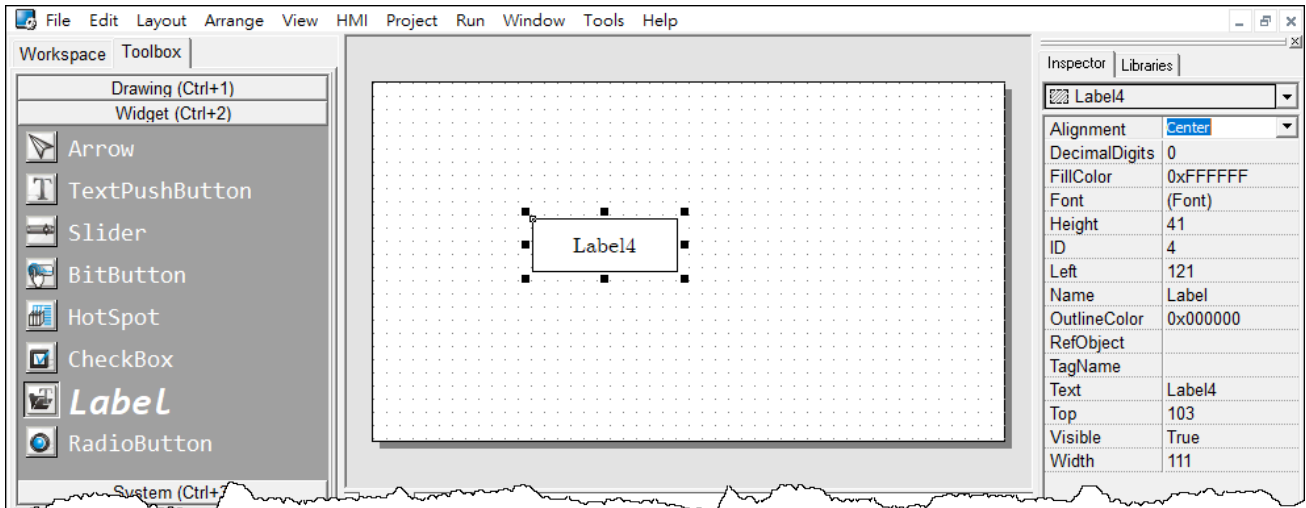 File Edit Layout Arrange View HMI Project Run Window Tools Help
Workspace Toolbox
Drawing (Ctrl+1)
Widget (Ctrl+2)
Arrow
TextPushButton
Slider
BitButton
HotSpot
CheckBox
Label
RadioButton
System (Ctrl+
Label4
Inspector Libraries
Label4
Alignment Center
DecimalDigits 0
FillColor 0xFFFFFF
Font (Font)
Height 41
ID 4
Left 121
Name Label
OutlineColor 0x000000
RefObject
TagName
Text Label4
Top 103
Visible True
Width 111